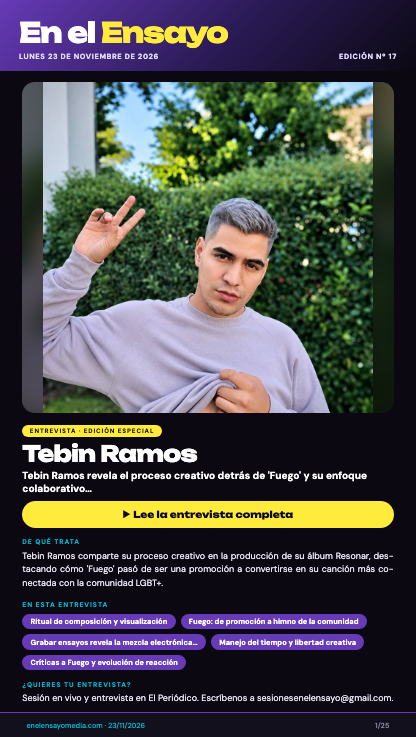 En el Ensayo
LUNES 23 DE NOVIEMBRE DE 2026
EDICIÓN Nº 17
ENTREVISTA · EDICIÓN ESPECIAL
Tebin Ramos
Tebin Ramos revela el proceso creativo detrás de 'Fuego' y su enfoque
colaborativo...
▶ Lee la entrevista completa
DE QUÉ TRATA
Tebin Ramos comparte su proceso creativo en la producción de su álbum Resonar, des-
tacando cómo 'Fuego' pasó de ser una promoción a convertirse en su canción más co-
nectada con la comunidad LGBT+.
EN ESTA ENTREVISTA
Ritual de composición y visualización
Fuego: de promoción a himno de la comunidad
Grabar ensayos revela la mezcla electrónica...
Manejo del tiempo y libertad creativa
Críticas a Fuego y evolución de reacción
¿QUIERES TU ENTREVISTA?
Sesión en vivo y entrevista en El Periódico. Escríbenos a sesionesenelensayo@gmail.com.
enelensayomedia.com · 23/11/2026
1/25